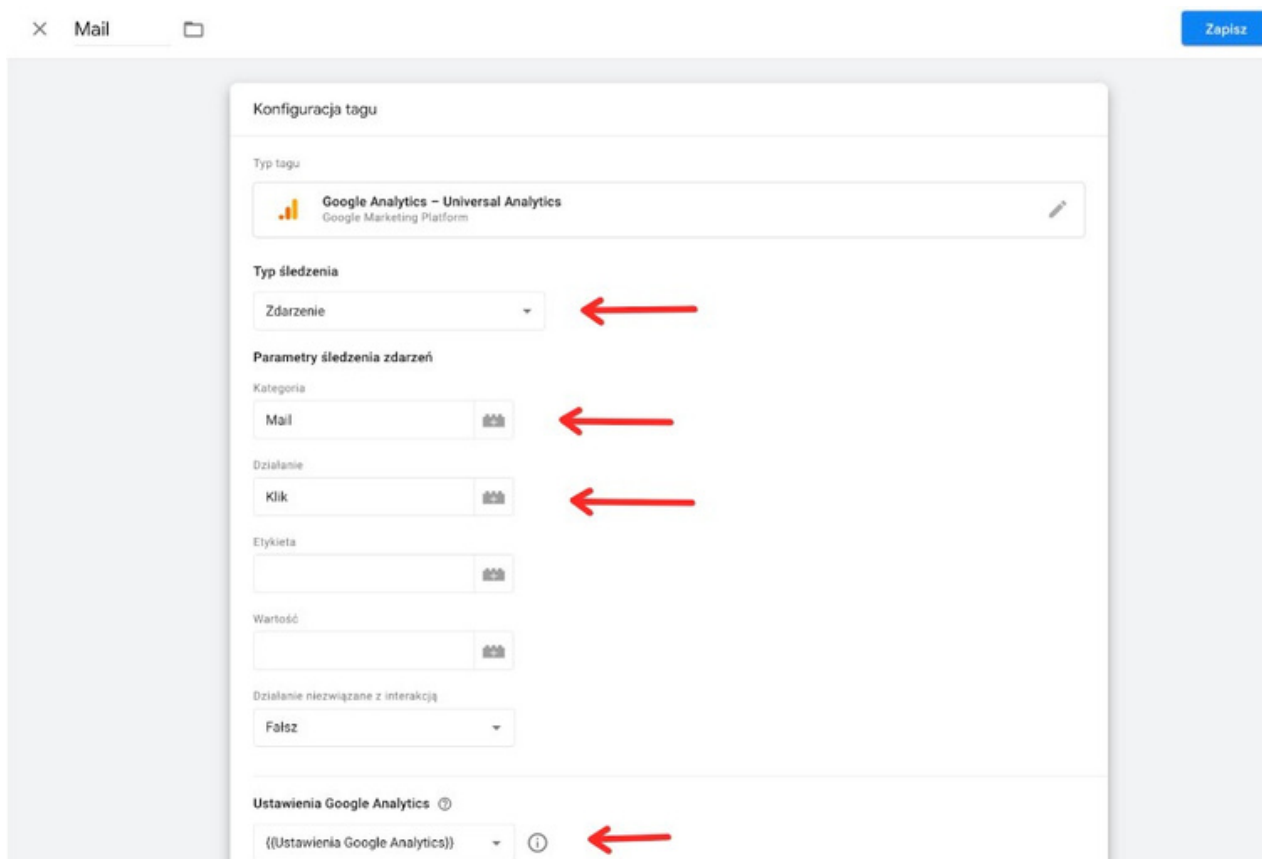 Mail
Zapisz
Konfiguracja tagu
Typ tagu
Google Analytics – Universal Analytics
Google Marketing Platform
Typ śledzenia
Zdarzenie
Parametry śledzenia zdarzeń
Kategoria
Mail
Działanie
Klik
Etykieta
Wartość
Działanie niezwiązane z interakcją
Fałsz
Ustawienia Google Analytics
{{Ustawienia Google Analytics}}